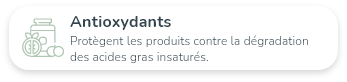 Antioxydants
Protègent les produits contre la dégradation
des acides gras insaturés.